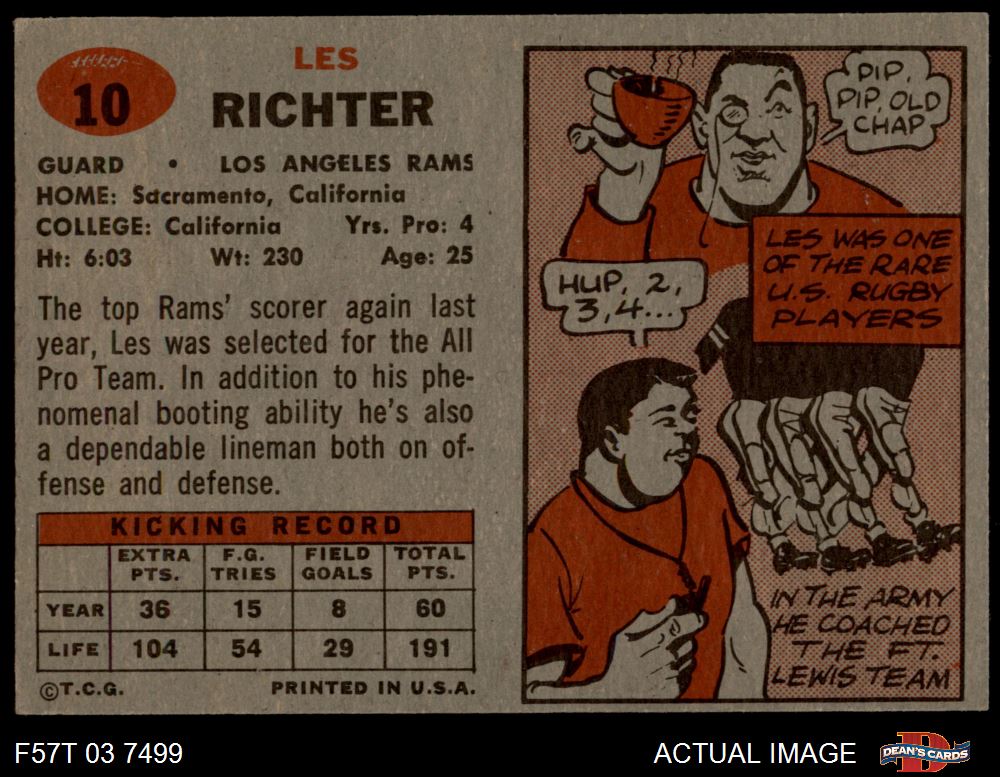 10
LES
RICHTER
GUARD • LOS ANGELES RAMS
HOME: Sacramento, California
COLLEGE: California Yrs. Pro: 4
Ht: 6:03 Wt: 230 Age: 25
The top Rams' scorer again last
year, Les was selected for the All
Pro Team. In addition to his phe-
nomenal booting ability he's also
a dependable lineman both on of-
fense and defense.
KICKING RECORD
EXTRA PTS. F.G. TRIES FIELD GOALS TOTAL PTS.
YEAR 36 15 8 60
LIFE 104 54 29 191
©T.C.G. PRINTED IN U.S.A.
PIP,
PIP, OLD
CHAP
LES WAS ONE
OF THE RARE
U.S. RUGBY
PLAYERS
HUP, 2,
3, 4...
IN THE ARMY
HE COACHED
THE FT.
LEWIS TEAM
F57T 03 7499 ACTUAL IMAGE D DEAN'S CARDS